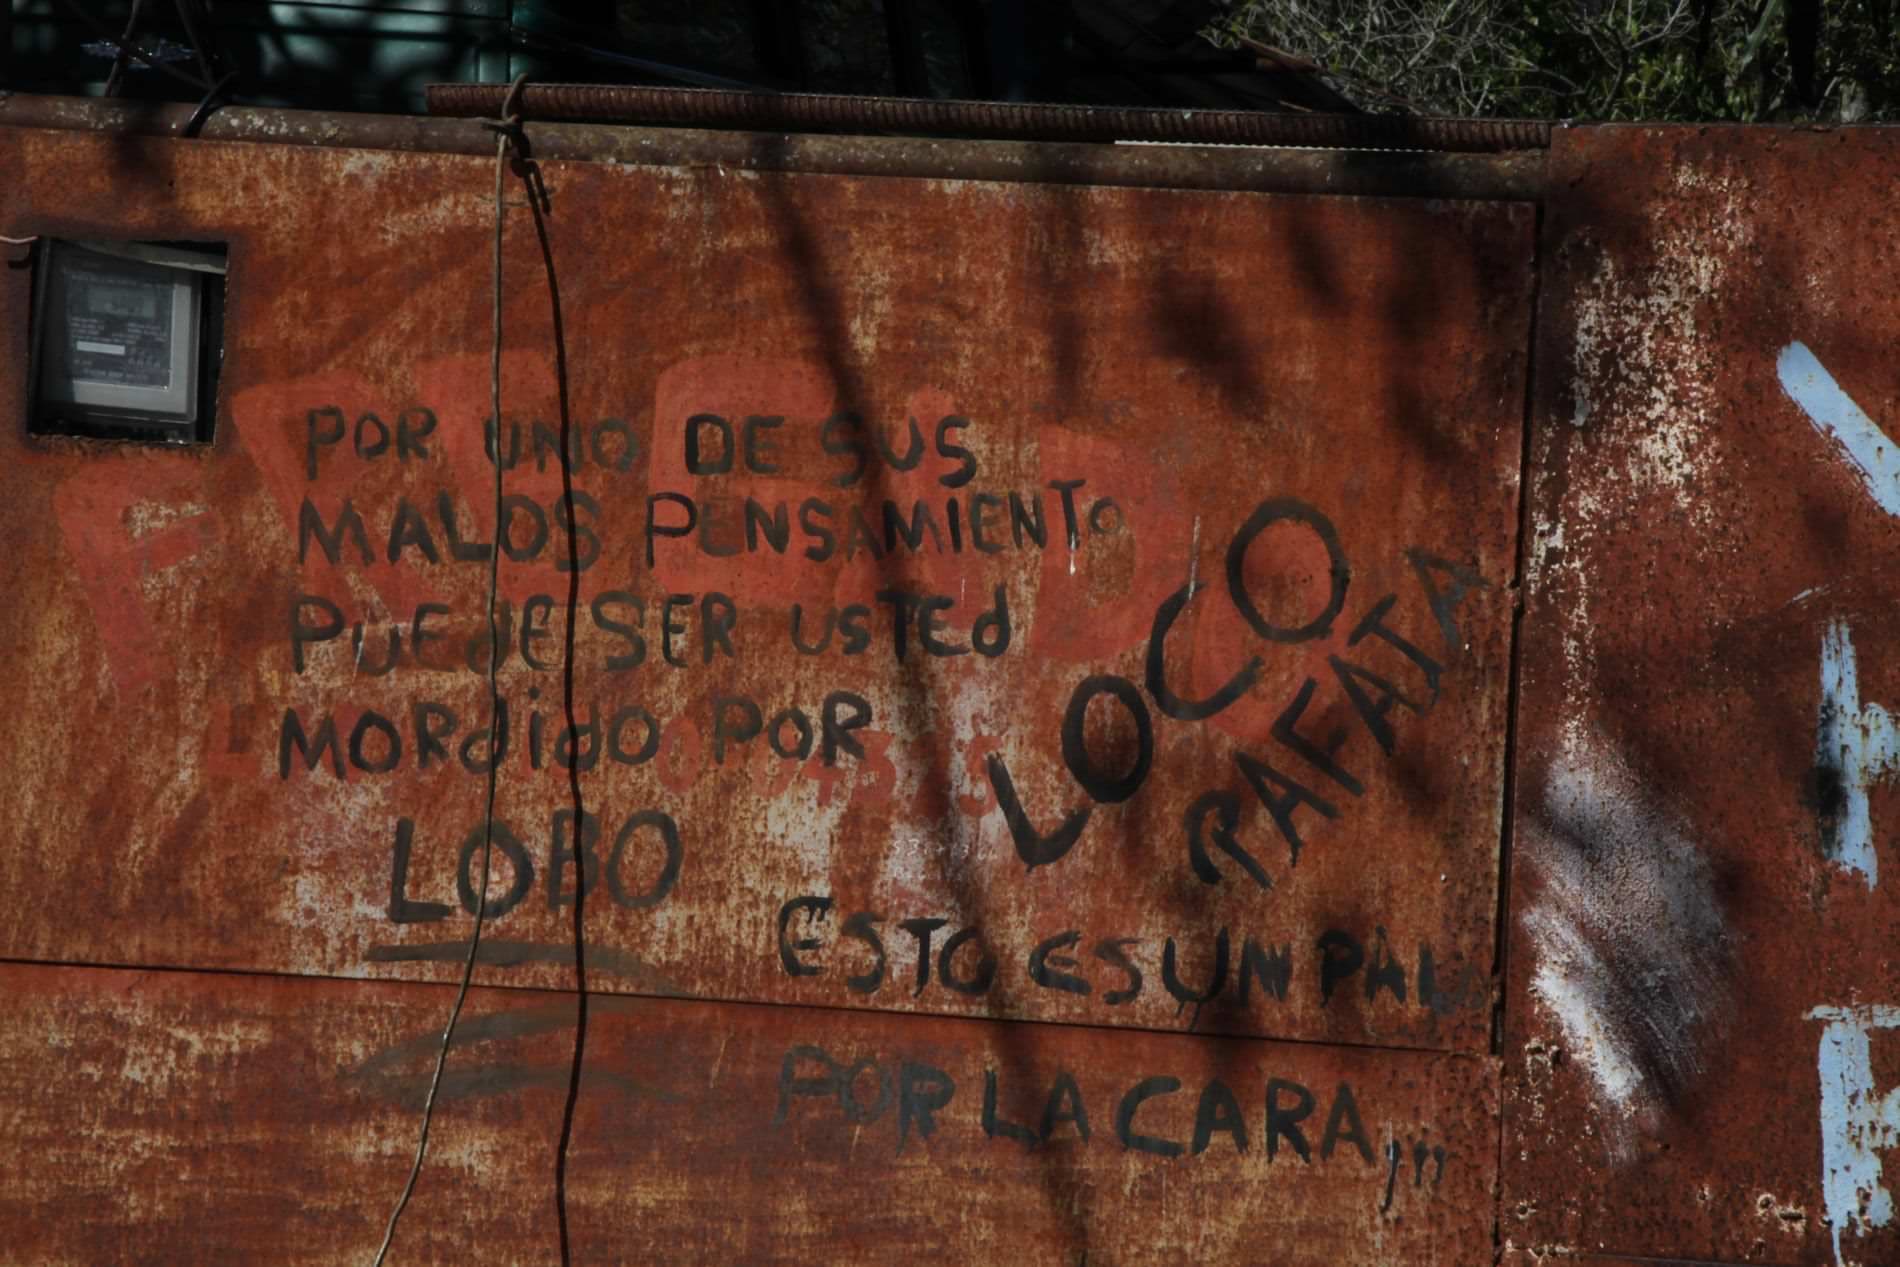 POR UNO DE SUS
MALOS PENSAMIENTO
PUEdE SER USTEd
MORdidO POR
LOBO
LOCO
RAFATA
ESTO ES UN PALO
POR LA CARA,,,,